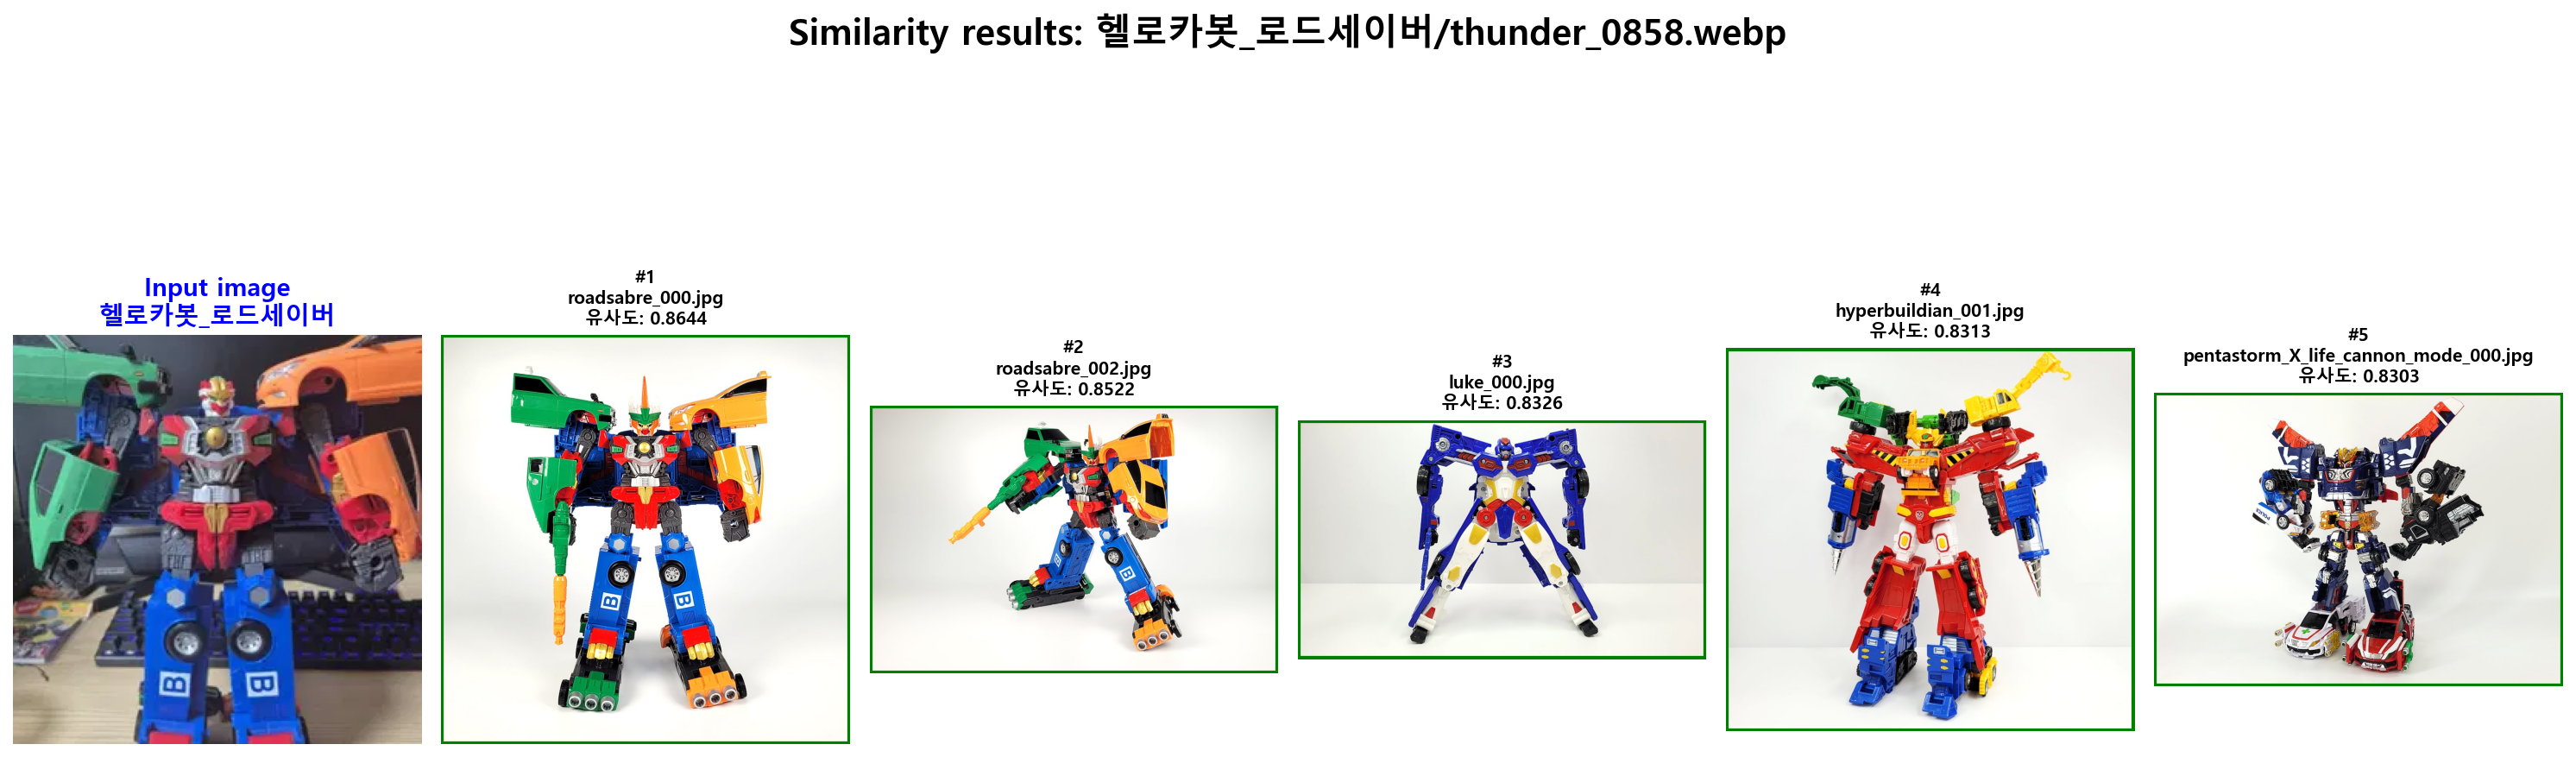 Similarity results: 헬로카봇_로드세이버/thunder_0858.webp
Input image
헬로카봇_로드세이버
#1
roadsabre_000.jpg
유사도: 0.8644
#2
roadsabre_002.jpg
유사도: 0.8522
#3
luke_000.jpg
유사도: 0.8326
#4
hyperbuildian_001.jpg
유사도: 0.8313
#5
pentastorm_X_life_cannon_mode_000.jpg
유사도: 0.8303
B
B
B
B
B